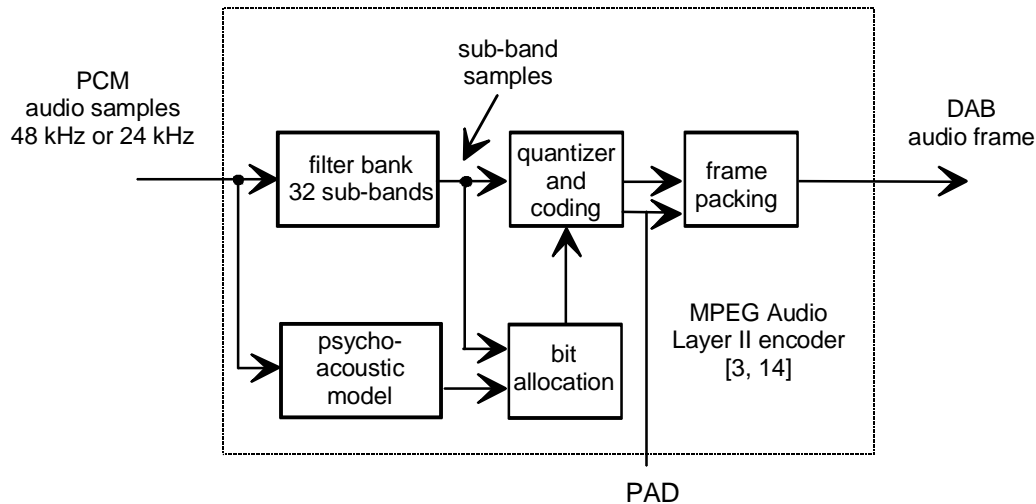 sub-band
samples
PCM
audio samples
48 kHz or 24 kHz
DAB
audio frame
filter bank
32 sub-bands
quantizer
and
coding
frame
packing
MPEG Audio
Layer II encoder
[3, 14]
psycho-
acoustic
model
bit
allocation
PAD